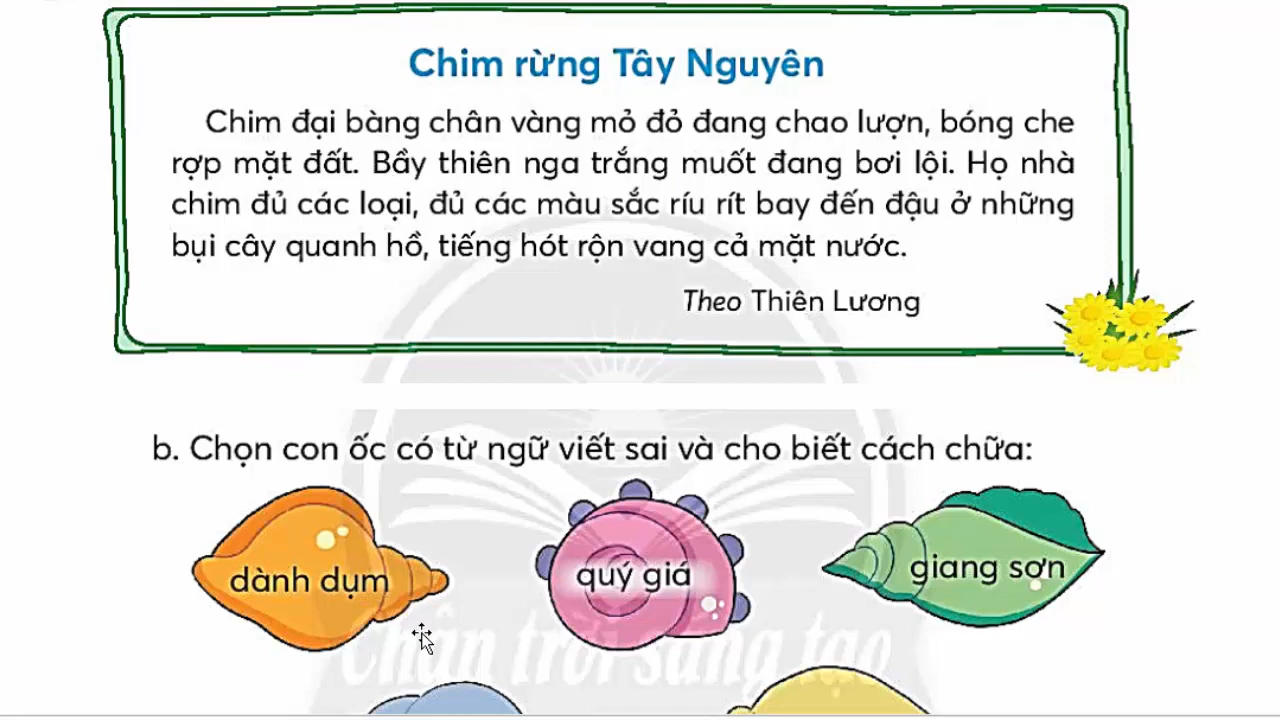 Chim rừng Tây Nguyên
Chim đại bàng chân vàng mỏ đỏ đang chao lượn, bóng che
rợp mặt đất. Bầy thiên nga trắng muốt đang bơi lội. Họ nhà
chim đủ các loại, đủ các màu sắc ríu rít bay đến đậu ở những
bụi cây quanh hồ, tiếng hót rộn vang cả mặt nước.
Theo Thiên Lương
b. Chọn con ốc có từ ngữ viết sai và cho biết cách chữa:
dành dụm
quý giá
giang sơn
Chân trời sáng tạo